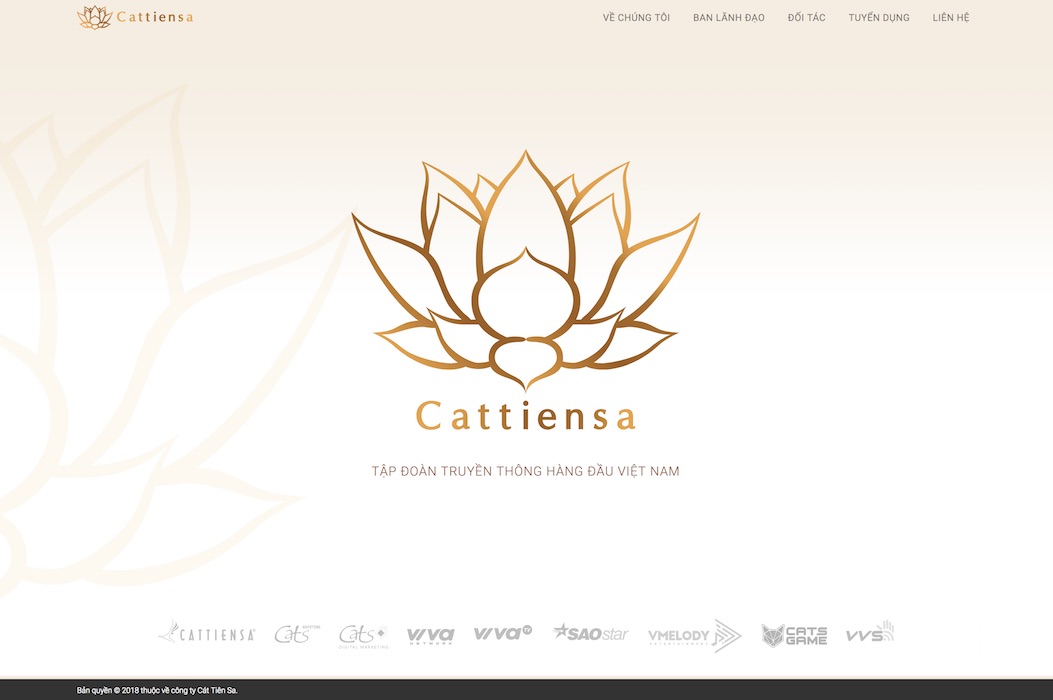 Cattiensa
VỀ CHÚNG TÔI BAN LÃNH ĐẠO ĐỐI TÁC TUYỂN DỤNG LIÊN HỆ
Cattiensa
TẬP ĐOÀN TRUYỀN THÔNG HÀNG ĐẦU VIỆT NAM
CATTIENSA
Cats
Cats
DIGITAL MARKETING
VIVA
NETWORK
VIVA TV
SAOstar
VMELODY
ENTERTAINMENT
CATS
GAME
VVS
Bản quyền © 2018 thuộc về công ty Cát Tiên Sa.